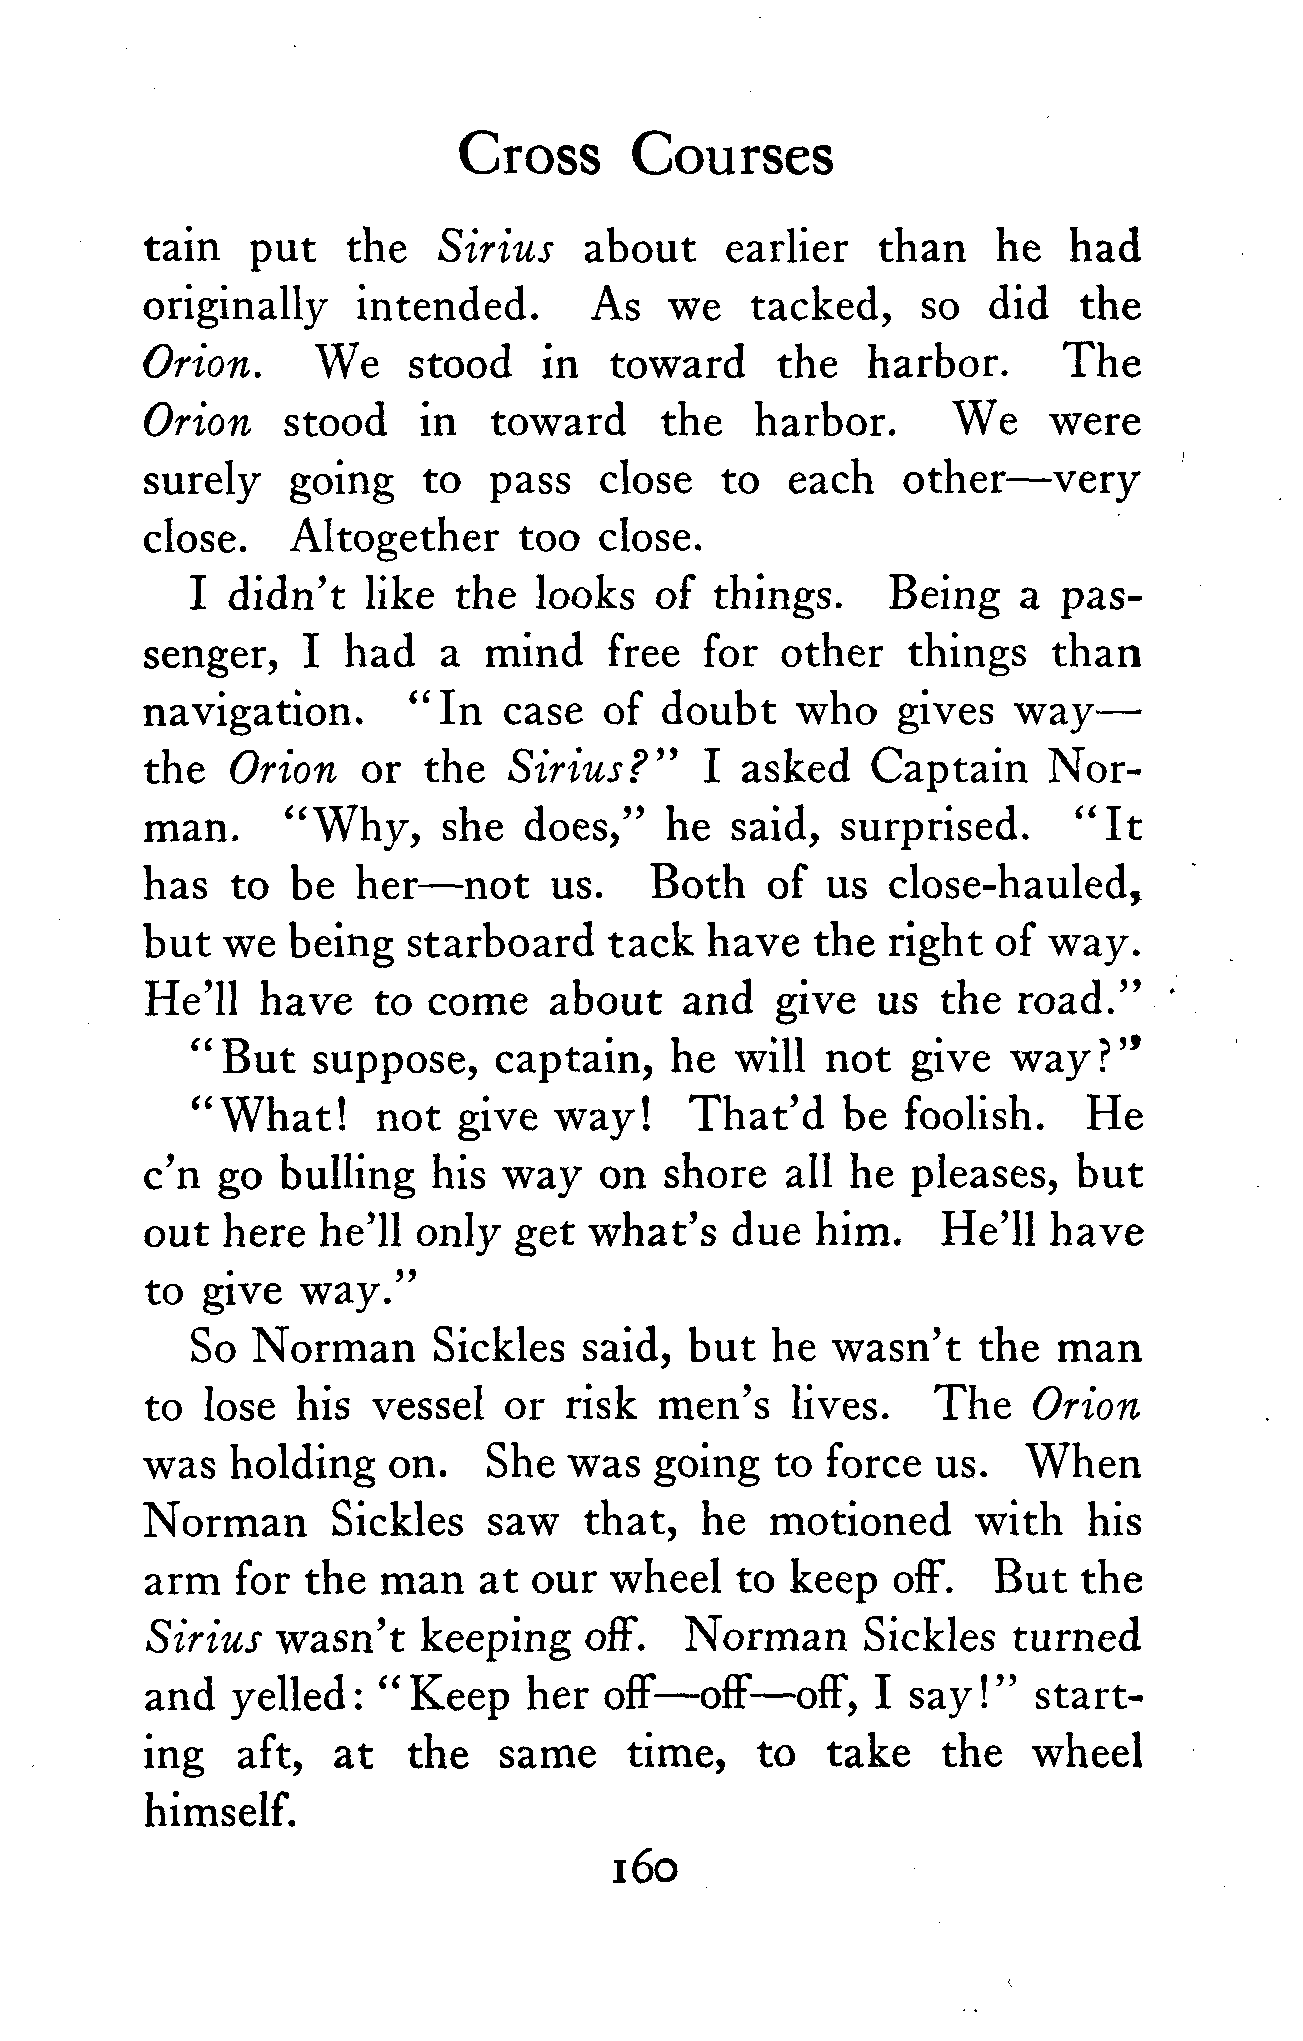 Cross Courses
tain put the Sirius about earlier than he had
originally intended. As we tacked, so did the
Orion. We stood in toward the harbor. The
Orion stood in toward the harbor. We were
surely going to pass close to each other—very
close. Altogether too close.
I didn't like the looks of things. Being a pas-
senger, I had a mind free for other things than
navigation. "In case of doubt who gives way—
the Orion or the Sirius?" I asked Captain Nor-
man. "Why, she does," he said, surprised. "It
has to be her—not us. Both of us close-hauled,
but we being starboard tack have the right of way.
He'll have to come about and give us the road."
"But suppose, captain, he will not give way?"
"What! not give way! That'd be foolish. He
c'n go bulling his way on shore all he pleases, but
out here he'll only get what's due him. He'll have
to give way."
So Norman Sickles said, but he wasn't the man
to lose his vessel or risk men's lives. The Orion
was holding on. She was going to force us. When
Norman Sickles saw that, he motioned with his
arm for the man at our wheel to keep off. But the
Sirius wasn't keeping off. Norman Sickles turned
and yelled: "Keep her off—off—off, I say!" start-
ing aft, at the same time, to take the wheel
himself.
160